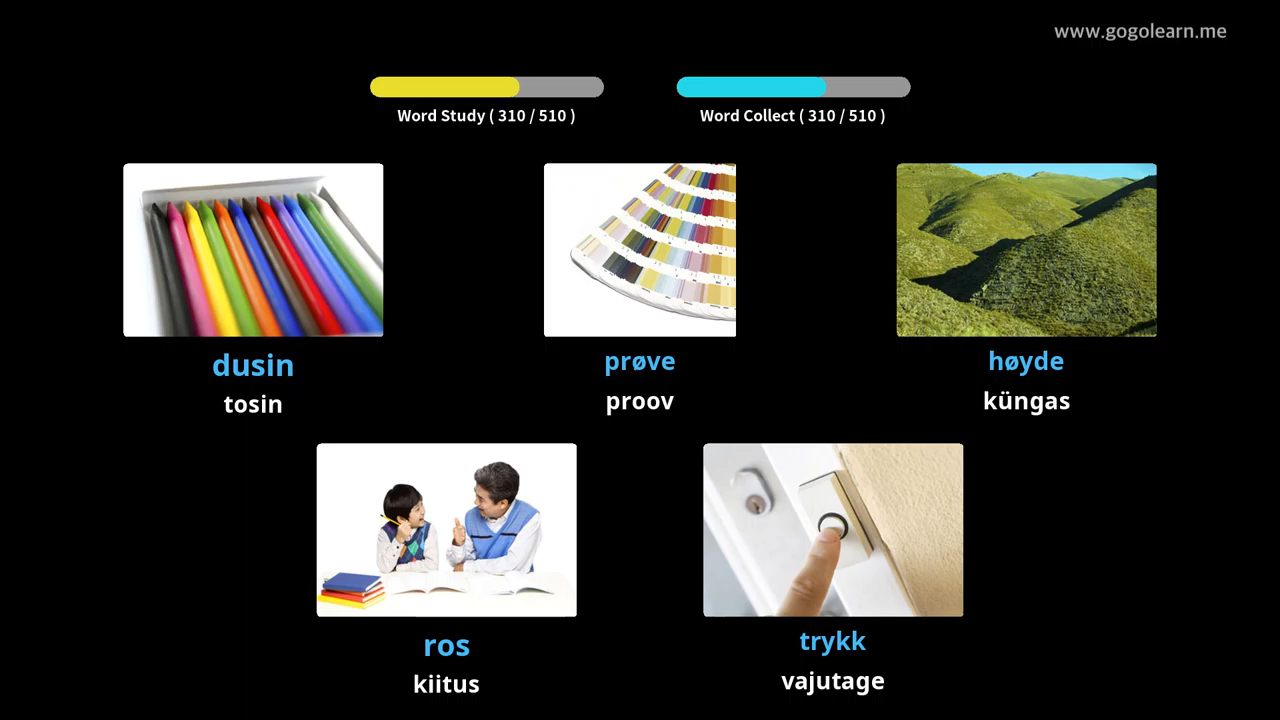 www.gogolearn.me
Word Study ( 310 / 510 )
Word Collect ( 310 / 510 )
dusin
tosin
prøve
proov
høyde
küngas
ros
kiitus
trykk
vajutage